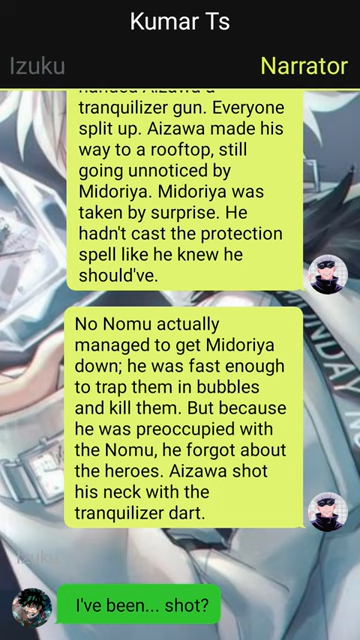 Kumar Ts
Izuku
Narrator
tranquilizer gun. Everyone
split up. Aizawa made his
way to a rooftop, still
going unnoticed by
Midoriya. Midoriya was
taken by surprise. He
hadn't cast the protection
spell like he knew he
should've.
No Nomu actually
managed to get Midoriya
down; he was fast enough
to trap them in bubbles
and kill them. But because
he was preoccupied with
the Nomu, he forgot about
the heroes. Aizawa shot
his neck with the
tranquilizer dart.
Izuku
I've been... shot?